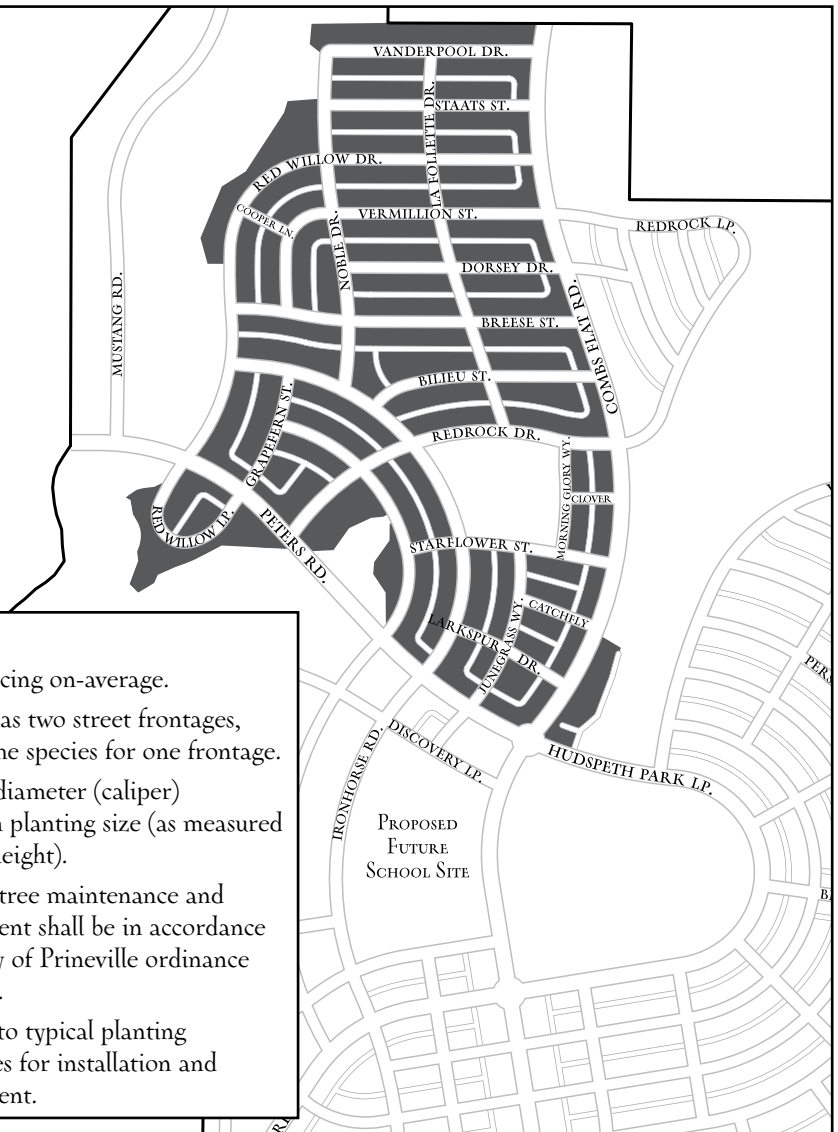 VANDERPOOL DR.
STAATS ST.
LA FOLLETTE DR.
RED WILLOW DR.
COOPER LN.
VERMILLION ST.
NOBLE DR.
REDROCK LP.
DORSEY DR.
MUSTANG RD.
COMBS FLAT RD.
BREESE ST.
BILIEU ST.
GRAPEFERN ST.
REDROCK DR.
MORNING GLORY WY.
CLOVER
RED WILLOW LP.
PETERS RD.
STARFLOWER ST.
CATCHFLY
LARKSPUR DR.
JUNEGRASS WY.
DISCOVERY LP.
IRONHORSE RD.
HUDSPETH PARK LP.
PROPOSED
FUTURE
SCHOOL SITE
PERS
cing on-average.
as two street frontages,
ne species for one frontage.
diameter (caliper)
n planting size (as measured
eight).
tree maintenance and
ent shall be in accordance
y of Prineville ordinance
.
to typical planting
es for installation and
ent.